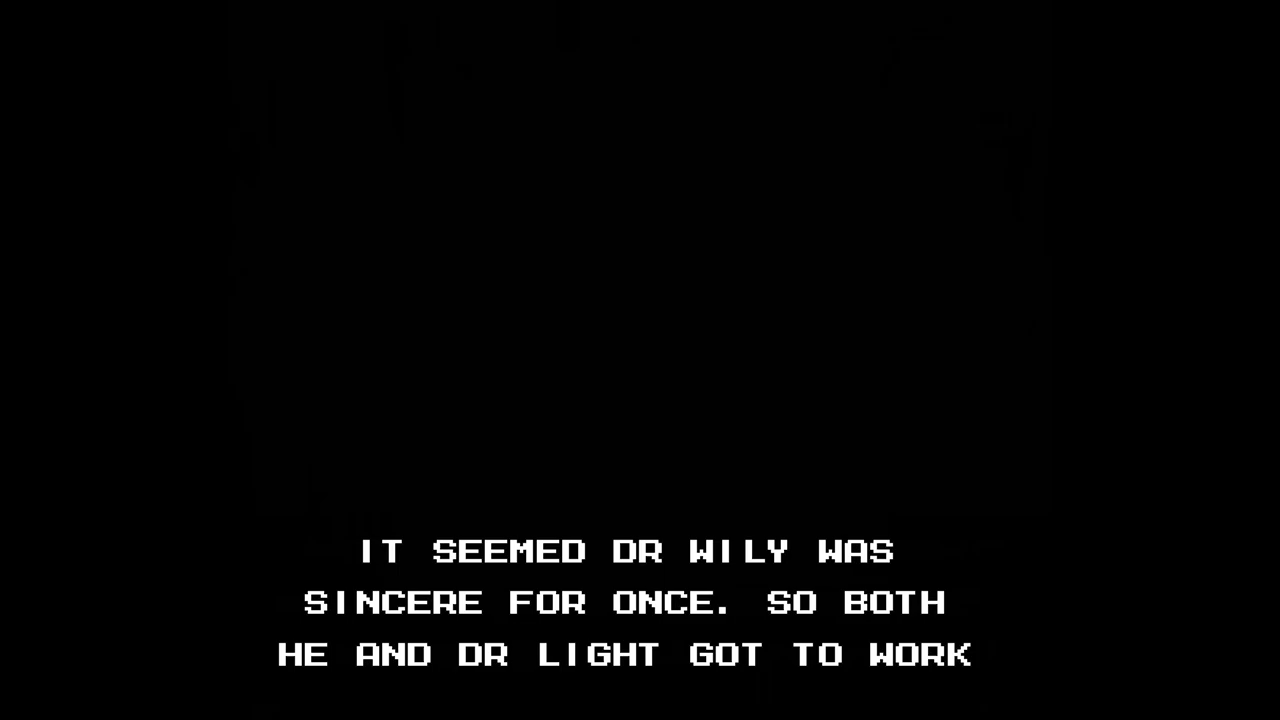 IT SEEMED DR WILY WAS
SINCERE FOR ONCE. SO BOTH
HE AND DR LIGHT GOT TO WORK